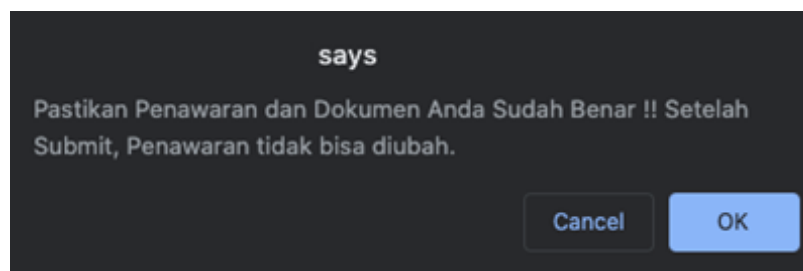 says
Pastikan Penawaran dan Dokumen Anda Sudah Benar !! Setelah
Submit, Penawaran tidak bisa diubah.
Cancel
OK